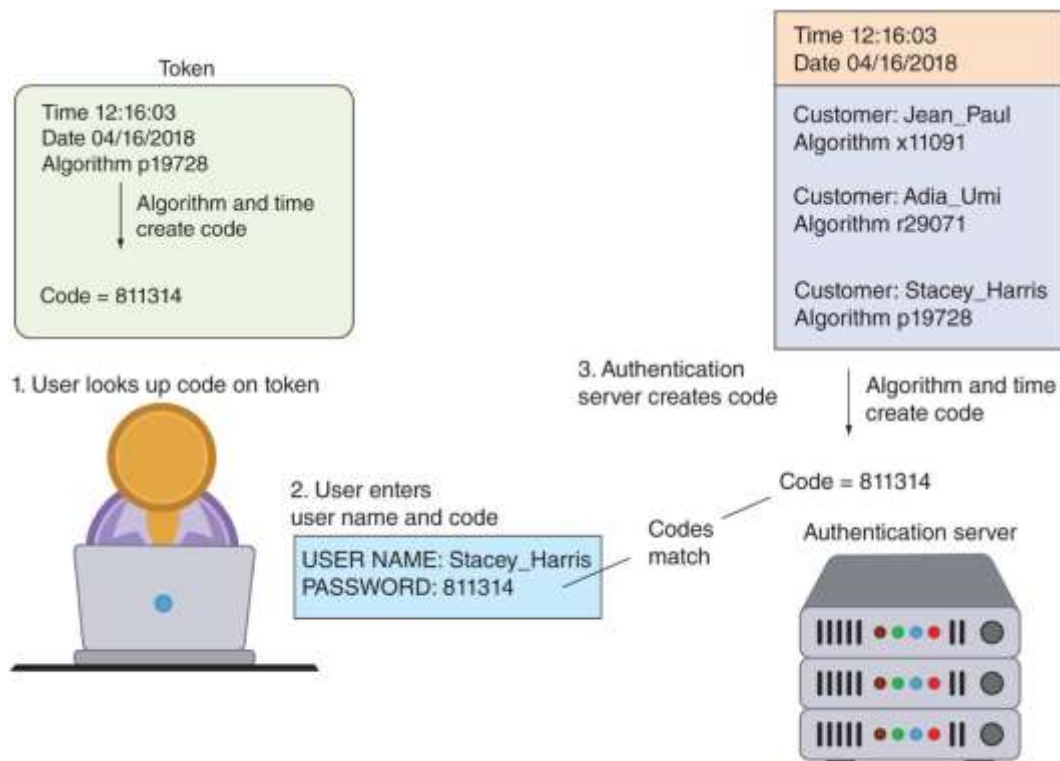 Token
Time 12:16:03
Date 04/16/2018
Algorithm p19728
Algorithm and time
create code
Code = 811314
1. User looks up code on token
2. User enters
user name and code
USER NAME: Stacey_Harris
PASSWORD: 811314
Time 12:16:03
Date 04/16/2018
Customer: Jean_Paul
Algorithm x11091
Customer: Adia_Umi
Algorithm r29071
Customer: Stacey_Harris
Algorithm p19728
3. Authentication
server creates code
Algorithm and time
create code
Code = 811314
Codes
match
Authentication server